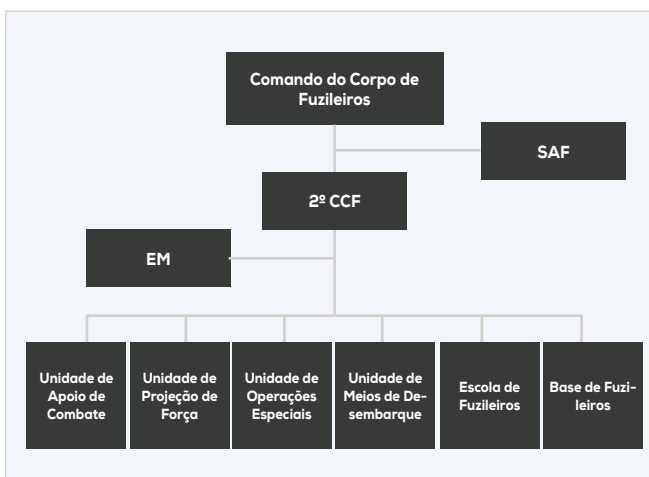 Comando do Corpo de
Fuzileiros
SAF
2º CCF
EM
Unidade de
Apoio de
Combate
Unidade de
Projeção de
Força
Unidade de
Operações
Especiais
Unidade de
Meios de De-
sembarque
Escola de
Fuzileiros
Base de Fuzi-
leiros